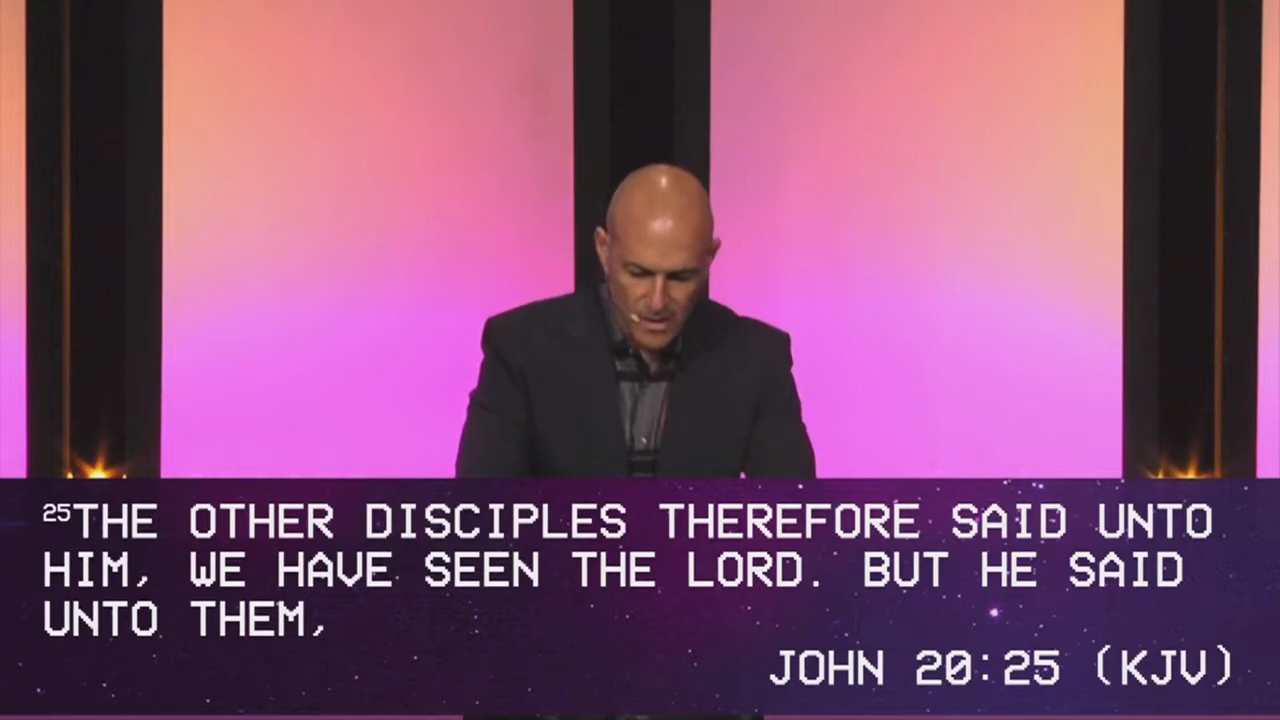 25THE OTHER DISCIPLES THEREFORE SAID UNTO
HIM, WE HAVE SEEN THE LORD. BUT HE SAID
UNTO THEM,
JOHN 20:25 (KJV)